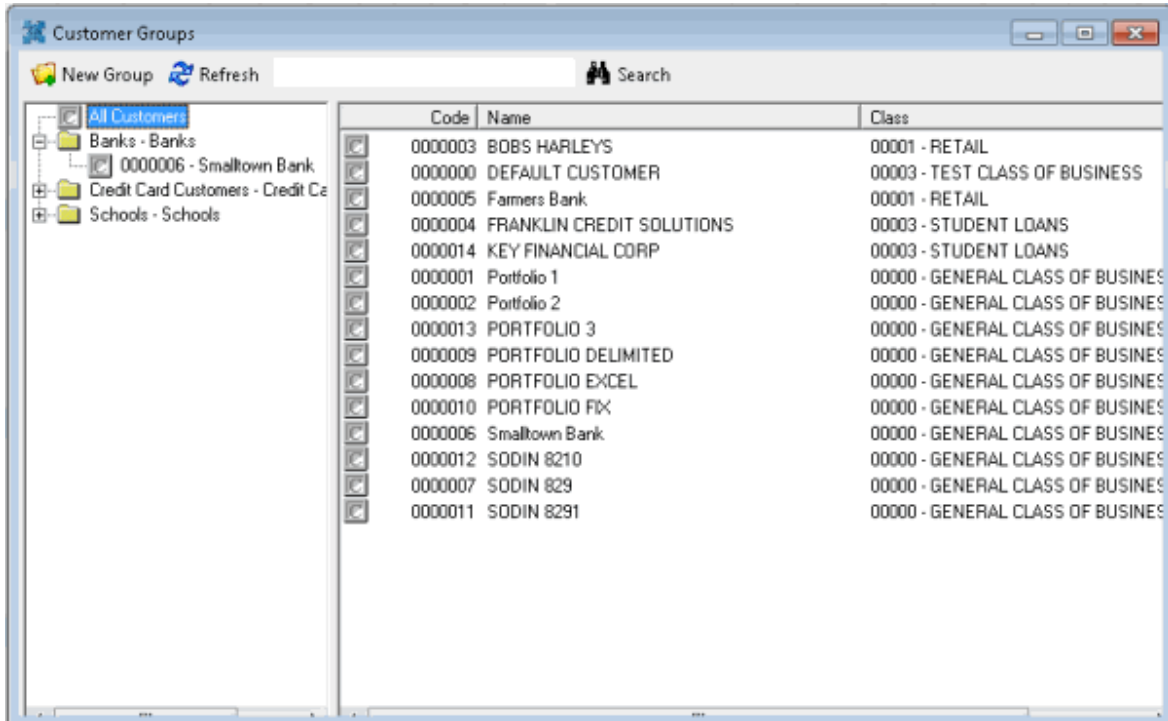 Customer Groups
New Group Refresh Search
All Customers
Banks - Banks
0000006 - Smalltown Bank
Credit Card Customers - Credit Ca
Schools - Schools
Code Name Class
0000003 BOBS HARLEYS 00001 - RETAIL
0000000 DEFAULT CUSTOMER 00003 - TEST CLASS OF BUSINESS
0000005 Farmers Bank 00001 - RETAIL
0000004 FRANKLIN CREDIT SOLUTIONS 00003 - STUDENT LOANS
0000014 KEY FINANCIAL CORP 00003 - STUDENT LOANS
0000001 Portfolio 1 00000 - GENERAL CLASS OF BUSINES
0000002 Portfolio 2 00000 - GENERAL CLASS OF BUSINES
0000013 PORTFOLIO 3 00000 - GENERAL CLASS OF BUSINES
0000009 PORTFOLIO DELIMITED 00000 - GENERAL CLASS OF BUSINES
0000008 PORTFOLIO EXCEL 00000 - GENERAL CLASS OF BUSINES
0000010 PORTFOLIO FIX 00000 - GENERAL CLASS OF BUSINES
0000006 Smalltown Bank 00000 - GENERAL CLASS OF BUSINES
0000012 SODIN 8210 00000 - GENERAL CLASS OF BUSINES
0000007 SODIN 829 00000 - GENERAL CLASS OF BUSINES
0000011 SODIN 8291 00000 - GENERAL CLASS OF BUSINES